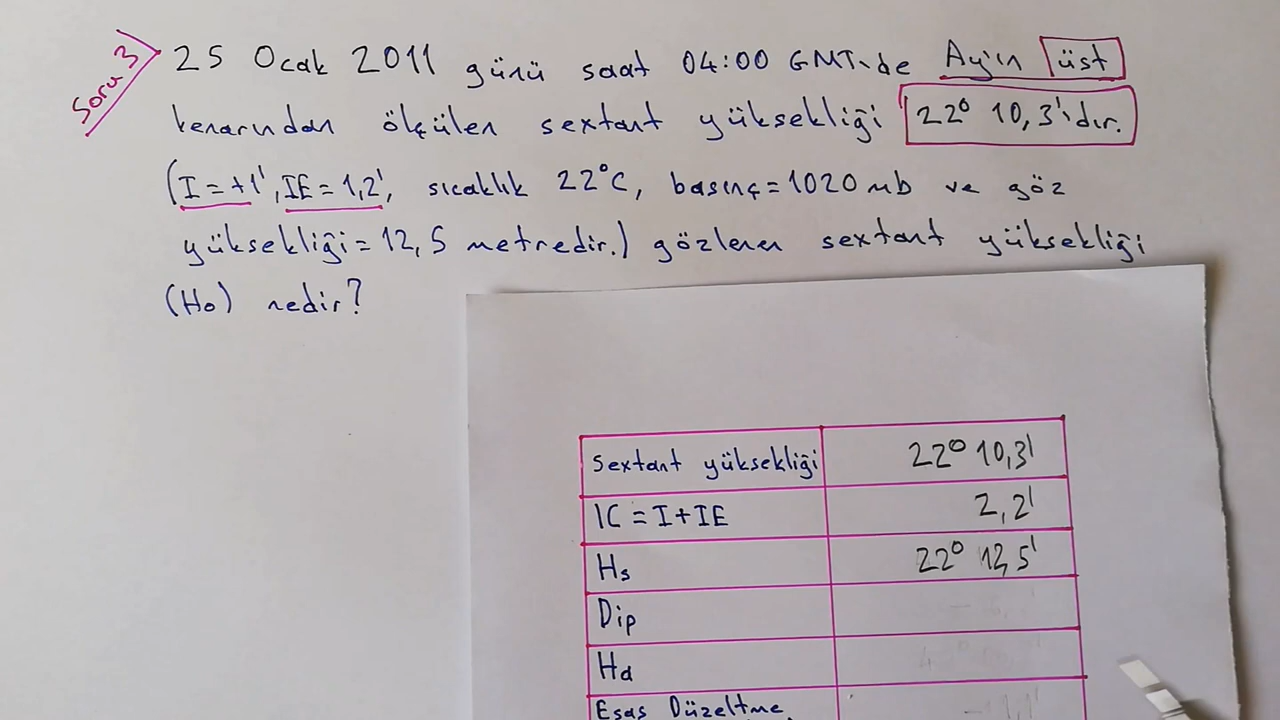 Soru 3
25 Ocak 2011 günü saat 04:00 GMT'de Ay'ın üst
kenarından ölçülen sextant yüksekliği 22° 10,3' dır.
(I = +1', IE = 1,2', sıcaklık 22°C, basınç = 1020 mb ve göz
yüksekliği = 12,5 metredir.) gözlenen sextant yüksekliği
(Ho) nedir?
Sextant yüksekliği 22° 10,3'
IC = I + IE 2,2'
Hs 22° 12,5'
Dip
Ha
Esas Düzeltme